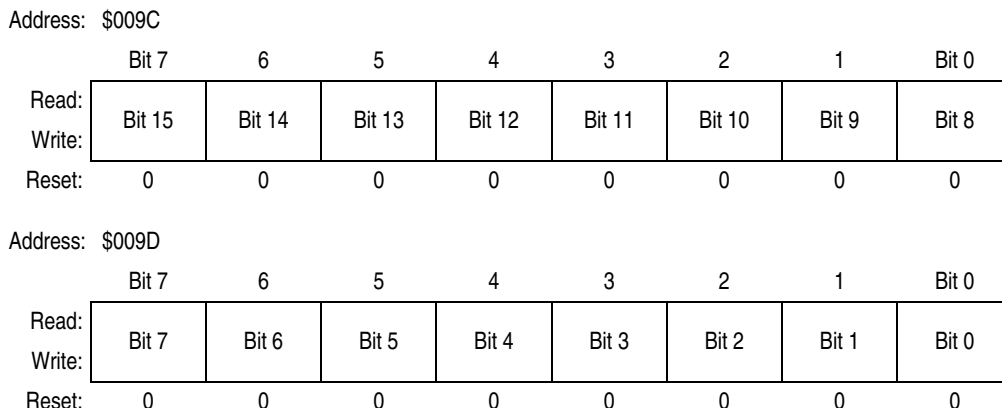 Address: $009C
Bit 7 6 5 4 3 2 1 Bit 0
Read:
Bit 15 Bit 14 Bit 13 Bit 12 Bit 11 Bit 10 Bit 9 Bit 8
Write:
Reset: 0 0 0 0 0 0 0 0
Address: $009D
Bit 7 6 5 4 3 2 1 Bit 0
Read:
Bit 7 Bit 6 Bit 5 Bit 4 Bit 3 Bit 2 Bit 1 Bit 0
Write:
Reset: 0 0 0 0 0 0 0 0